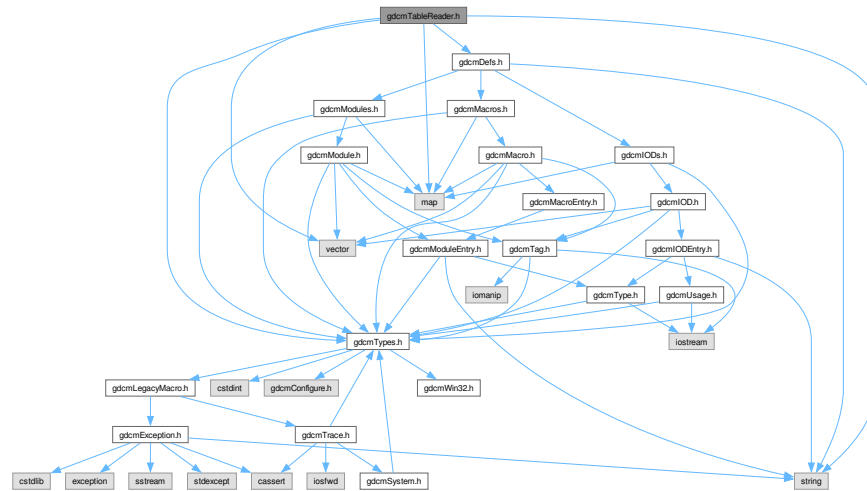 gdcmTableReader.h
gdcmDefs.h
gdcmModules.h
gdcmMacros.h
gdcmModule.h
gdcmMacro.h
gdcmIODs.h
map
gdcmMacroEntry.h
gdcmIOD.h
vector
gdcmModuleEntry.h
gdcmTag.h
gdcmIODEntry.h
iomanip
gdcmType.h
gdcmUsage.h
gdcmTypes.h
iostream
gdcmLegacyMacro.h
cstdint
gdcmConfigure.h
gdcmWin32.h
gdcmException.h
gdcmTrace.h
cstdlib
exception
sstream
stdexcept
cassert
iosfwd
gdcmSystem.h
string